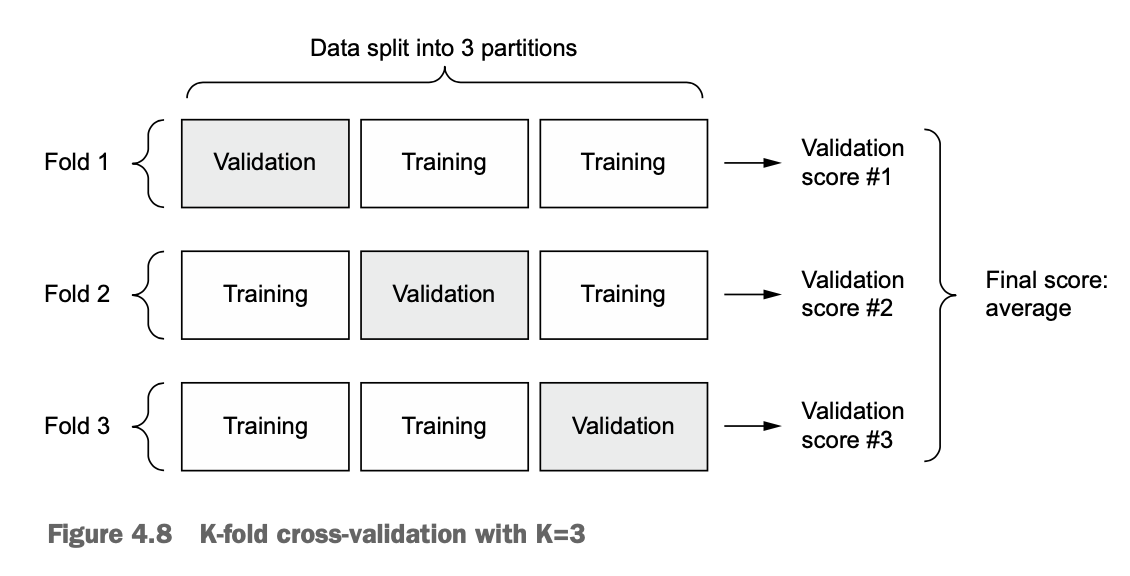 Data split into 3 partitions
Fold 1
Validation
Training
Training
Validation
score #1
Fold 2
Training
Validation
Training
Validation
score #2
Final score:
average
Fold 3
Training
Training
Validation
Validation
score #3
Figure 4.8 K-fold cross-validation with K=3